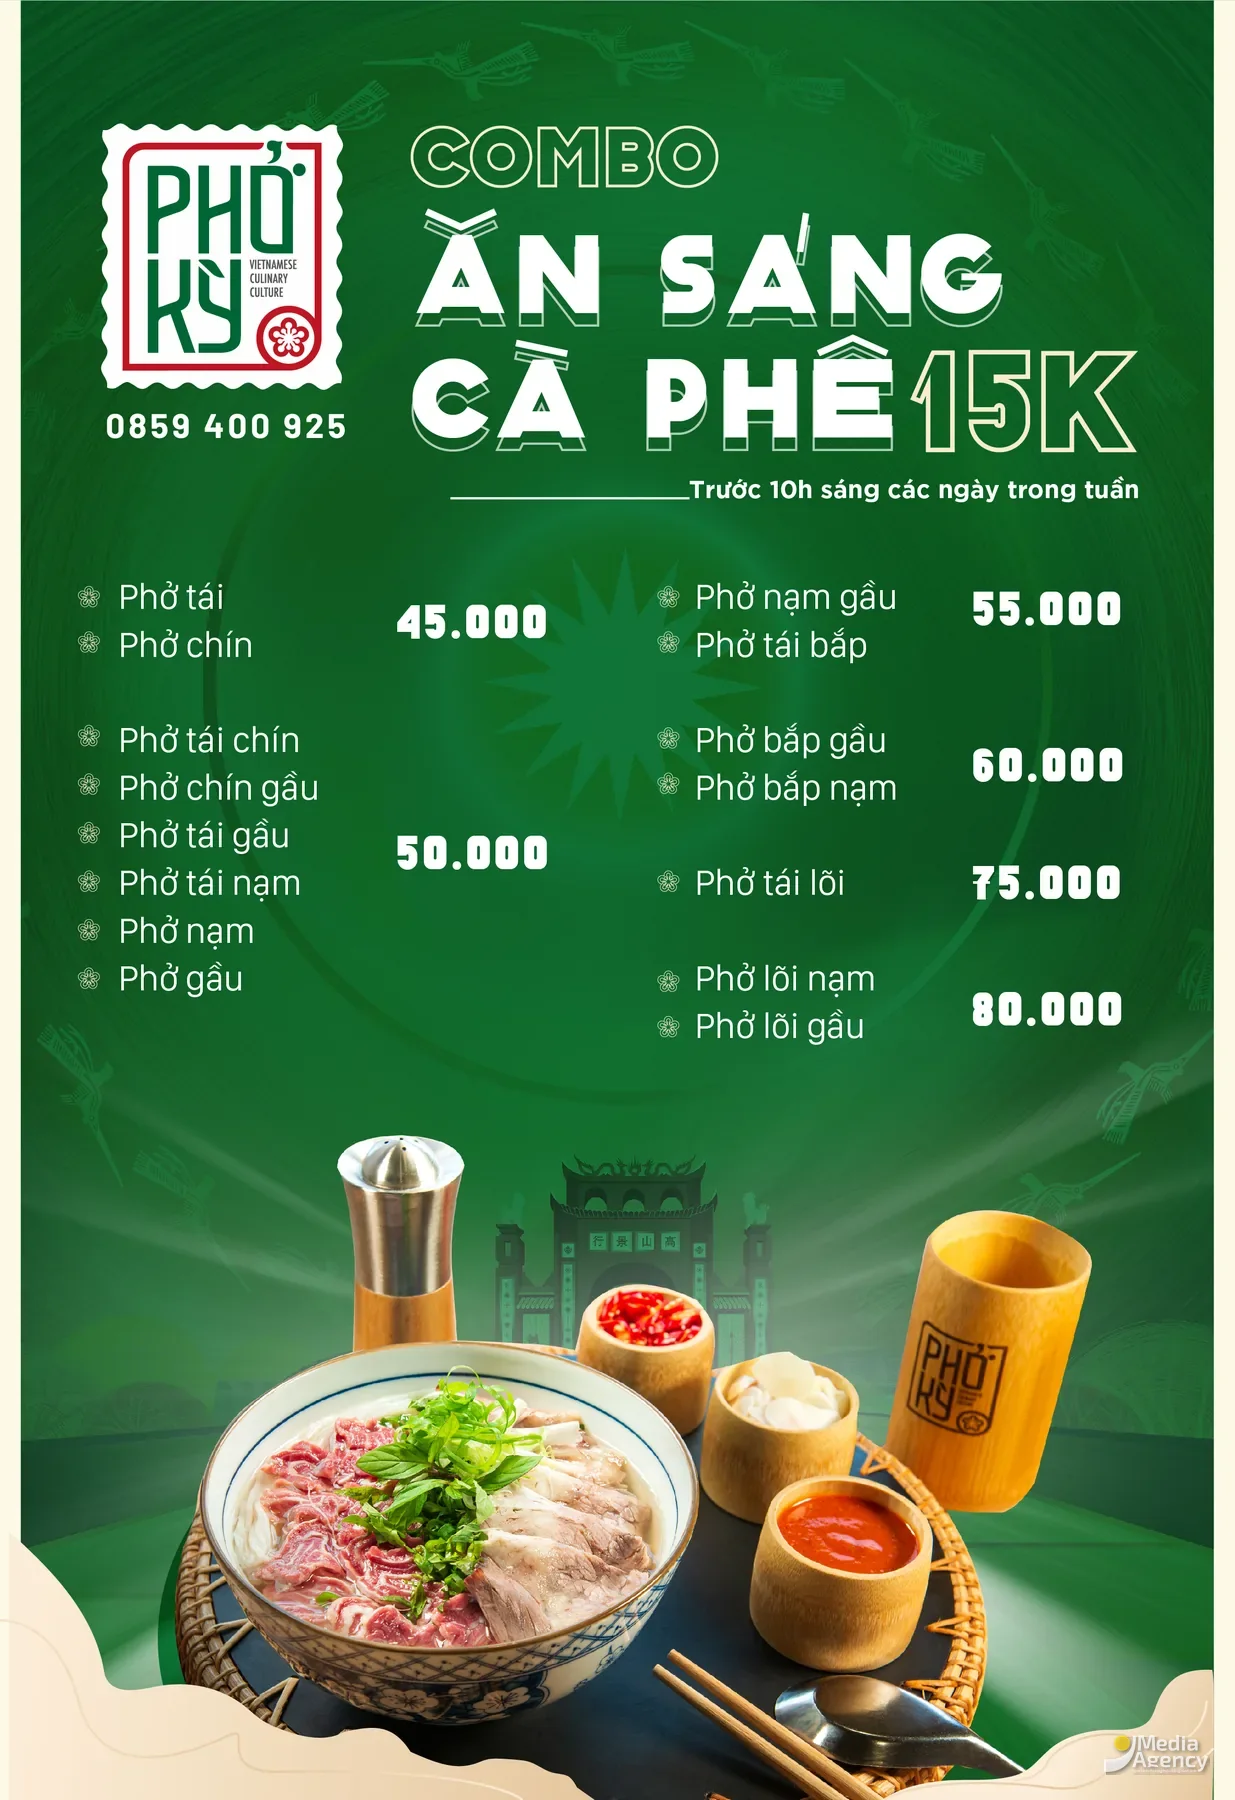 PHỞ
KỲ
VIETNAMESE
CULINARY
CULTURE
0859 400 925
COMBO
ĂN SÁNG
CÀ PHÊ 15K
Trước 10h sáng các ngày trong tuần
Phở tái
Phở chín
45.000
Phở tái chín
Phở chín gầu
Phở tái gầu
Phở tái nạm
Phở nạm
Phở gầu
50.000
Phở nạm gầu
Phở tái bắp
55.000
Phở bắp gầu
Phở bắp nạm
60.000
Phở tái lõi
75.000
Phở lõi nạm
Phở lõi gầu
80.000
行景山高
PHỞ
KỲ
Media
Agency